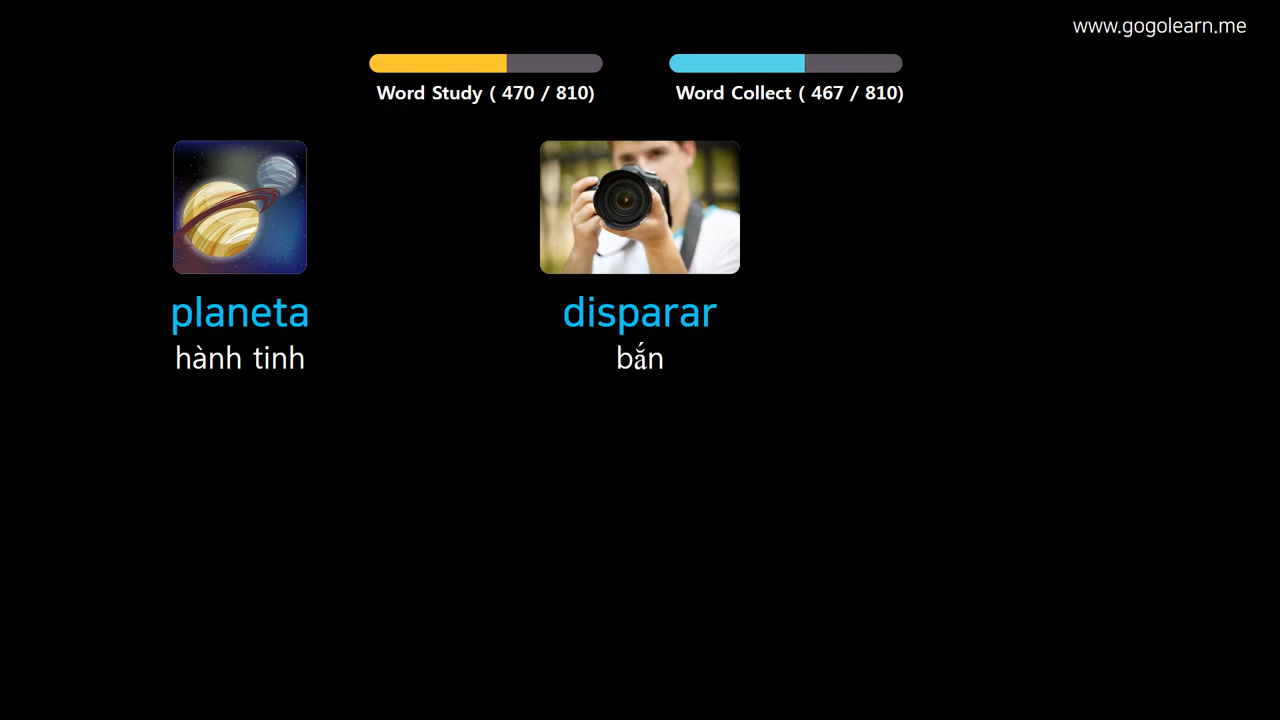 www.gogolearn.me
Word Study ( 470 / 810)
Word Collect ( 467 / 810)
planeta
hành tinh
disparar
bắn